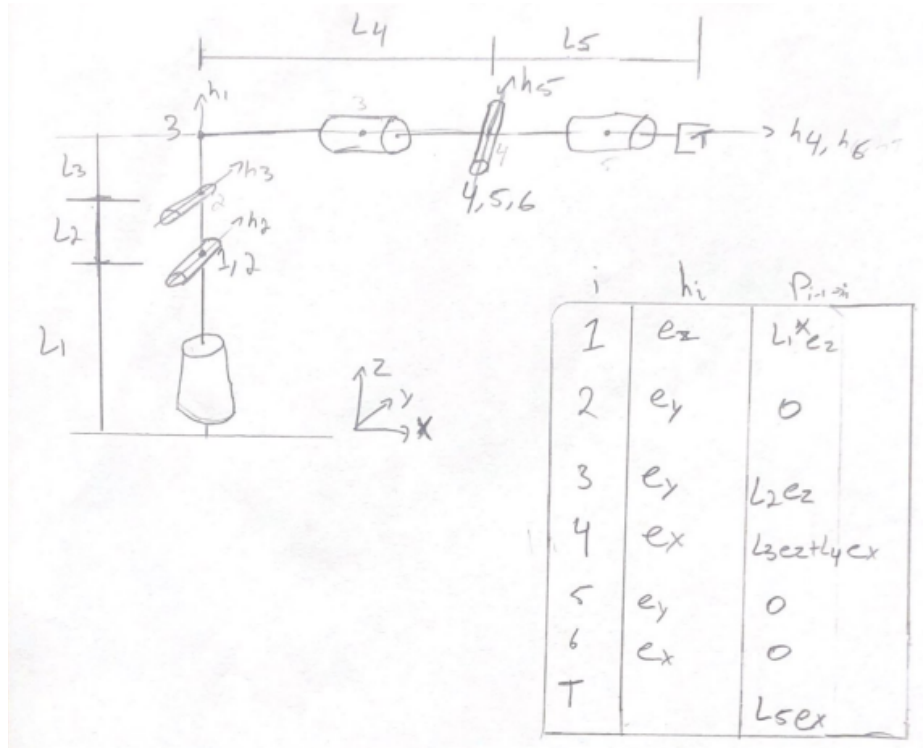 L4
L5
h1
h5
3
3
4
5
T
h4, h6
4,5,6
L3
h3
2
L2
h2
1,2
L1
z
y
x
i hi Pi-1→i
1 ez L1*ez
2 ey 0
3 ey L2ez
4 ex L3ez+L4ex
5 ey 0
6 ex 0
T L5ex